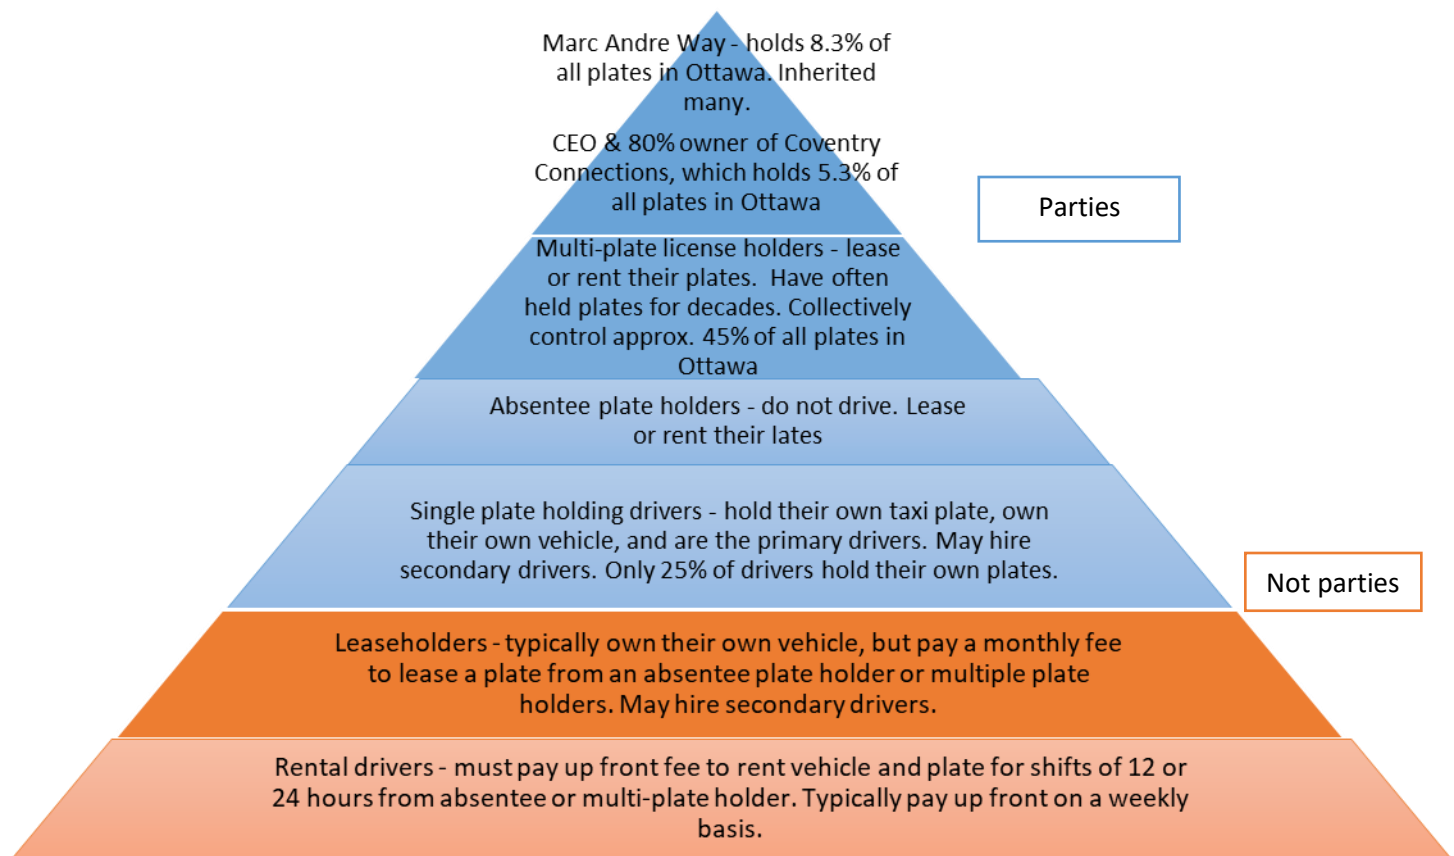 Marc Andre Way - holds 8.3% of
all plates in Ottawa. Inherited
many.
CEO & 80% owner of Coventry
Connections, which holds 5.3% of
all plates in Ottawa
Parties
Multi-plate license holders - lease
or rent their plates.  Have often
held plates for decades. Collectively
control approx. 45% of all plates in
Ottawa
Absentee plate holders - do not drive. Lease
or rent their lates
Single plate holding drivers - hold their own taxi plate, own
their own vehicle, and are the primary drivers. May hire
secondary drivers. Only 25% of drivers hold their own plates.
Not parties
Leaseholders - typically own their own vehicle, but pay a monthly fee
to lease a plate from an absentee plate holder or multiple plate
holders. May hire secondary drivers.
Rental drivers - must pay up front fee to rent vehicle and plate for shifts of 12 or
24 hours from absentee or multi-plate holder. Typically pay up front on a weekly
basis.